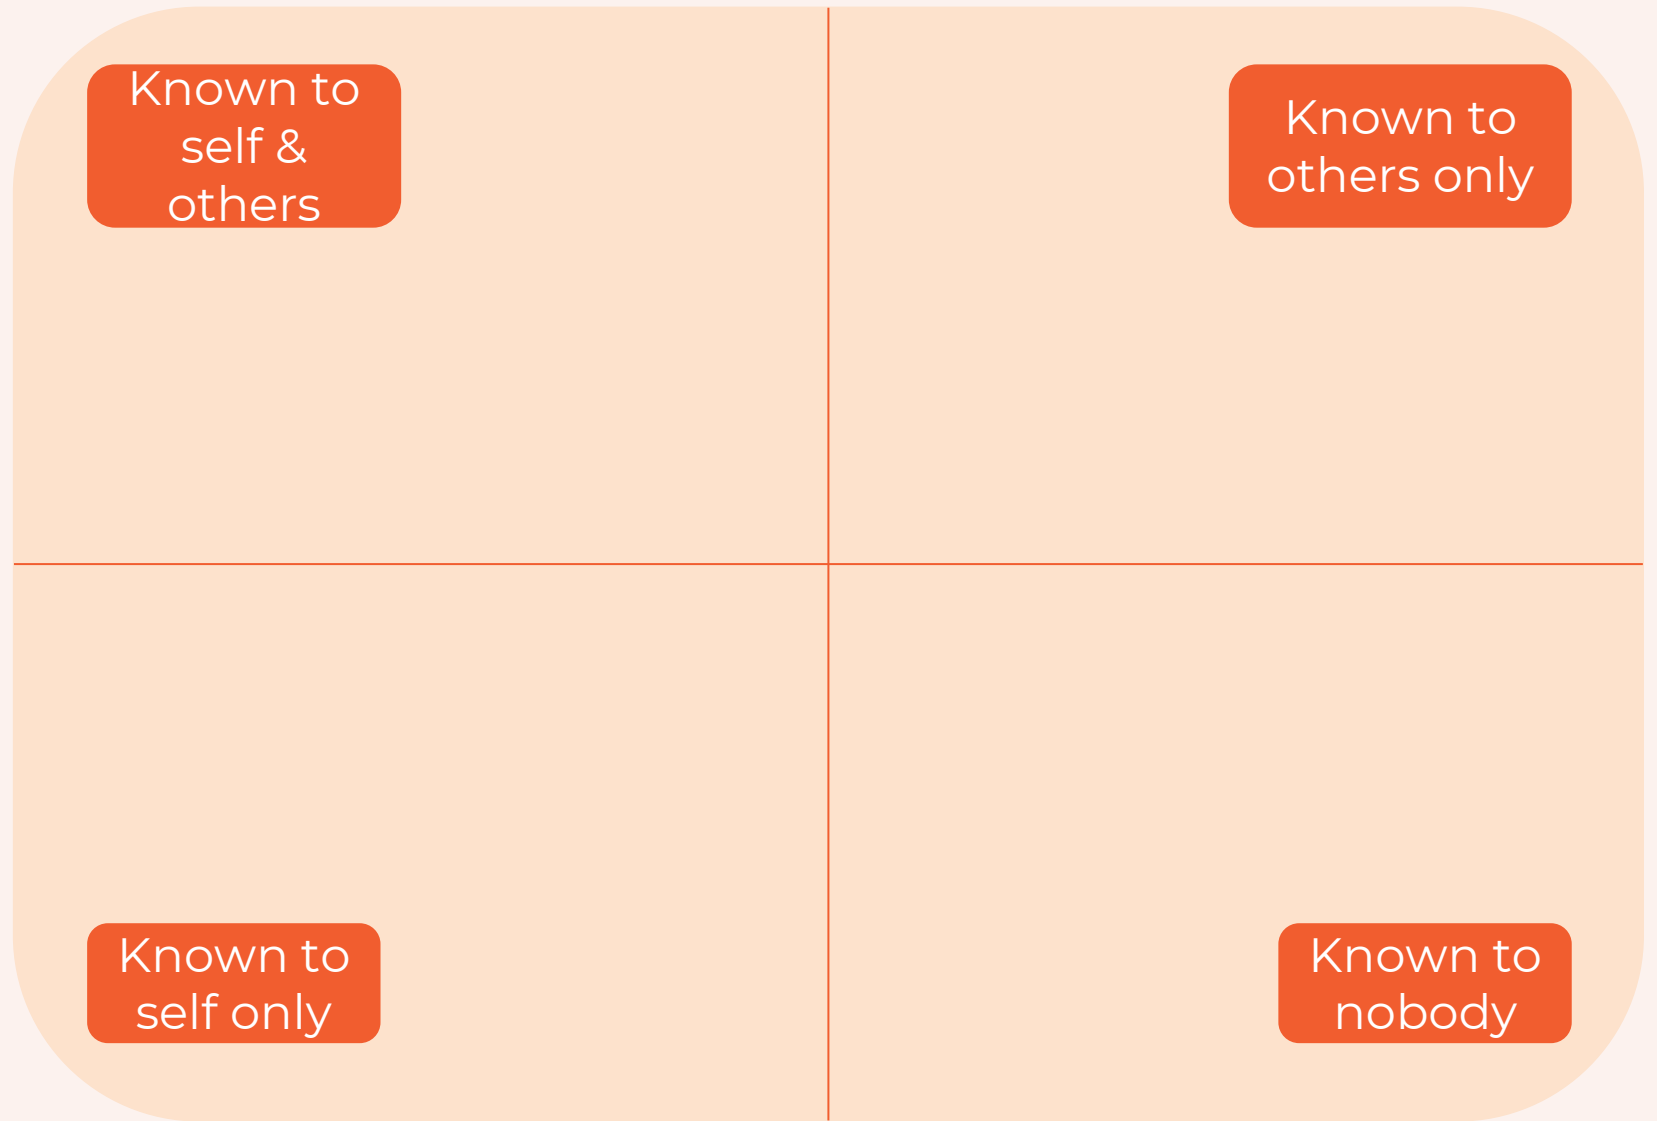 Known to
self &
others
Known to
others only
Known to
self only
Known to
nobody